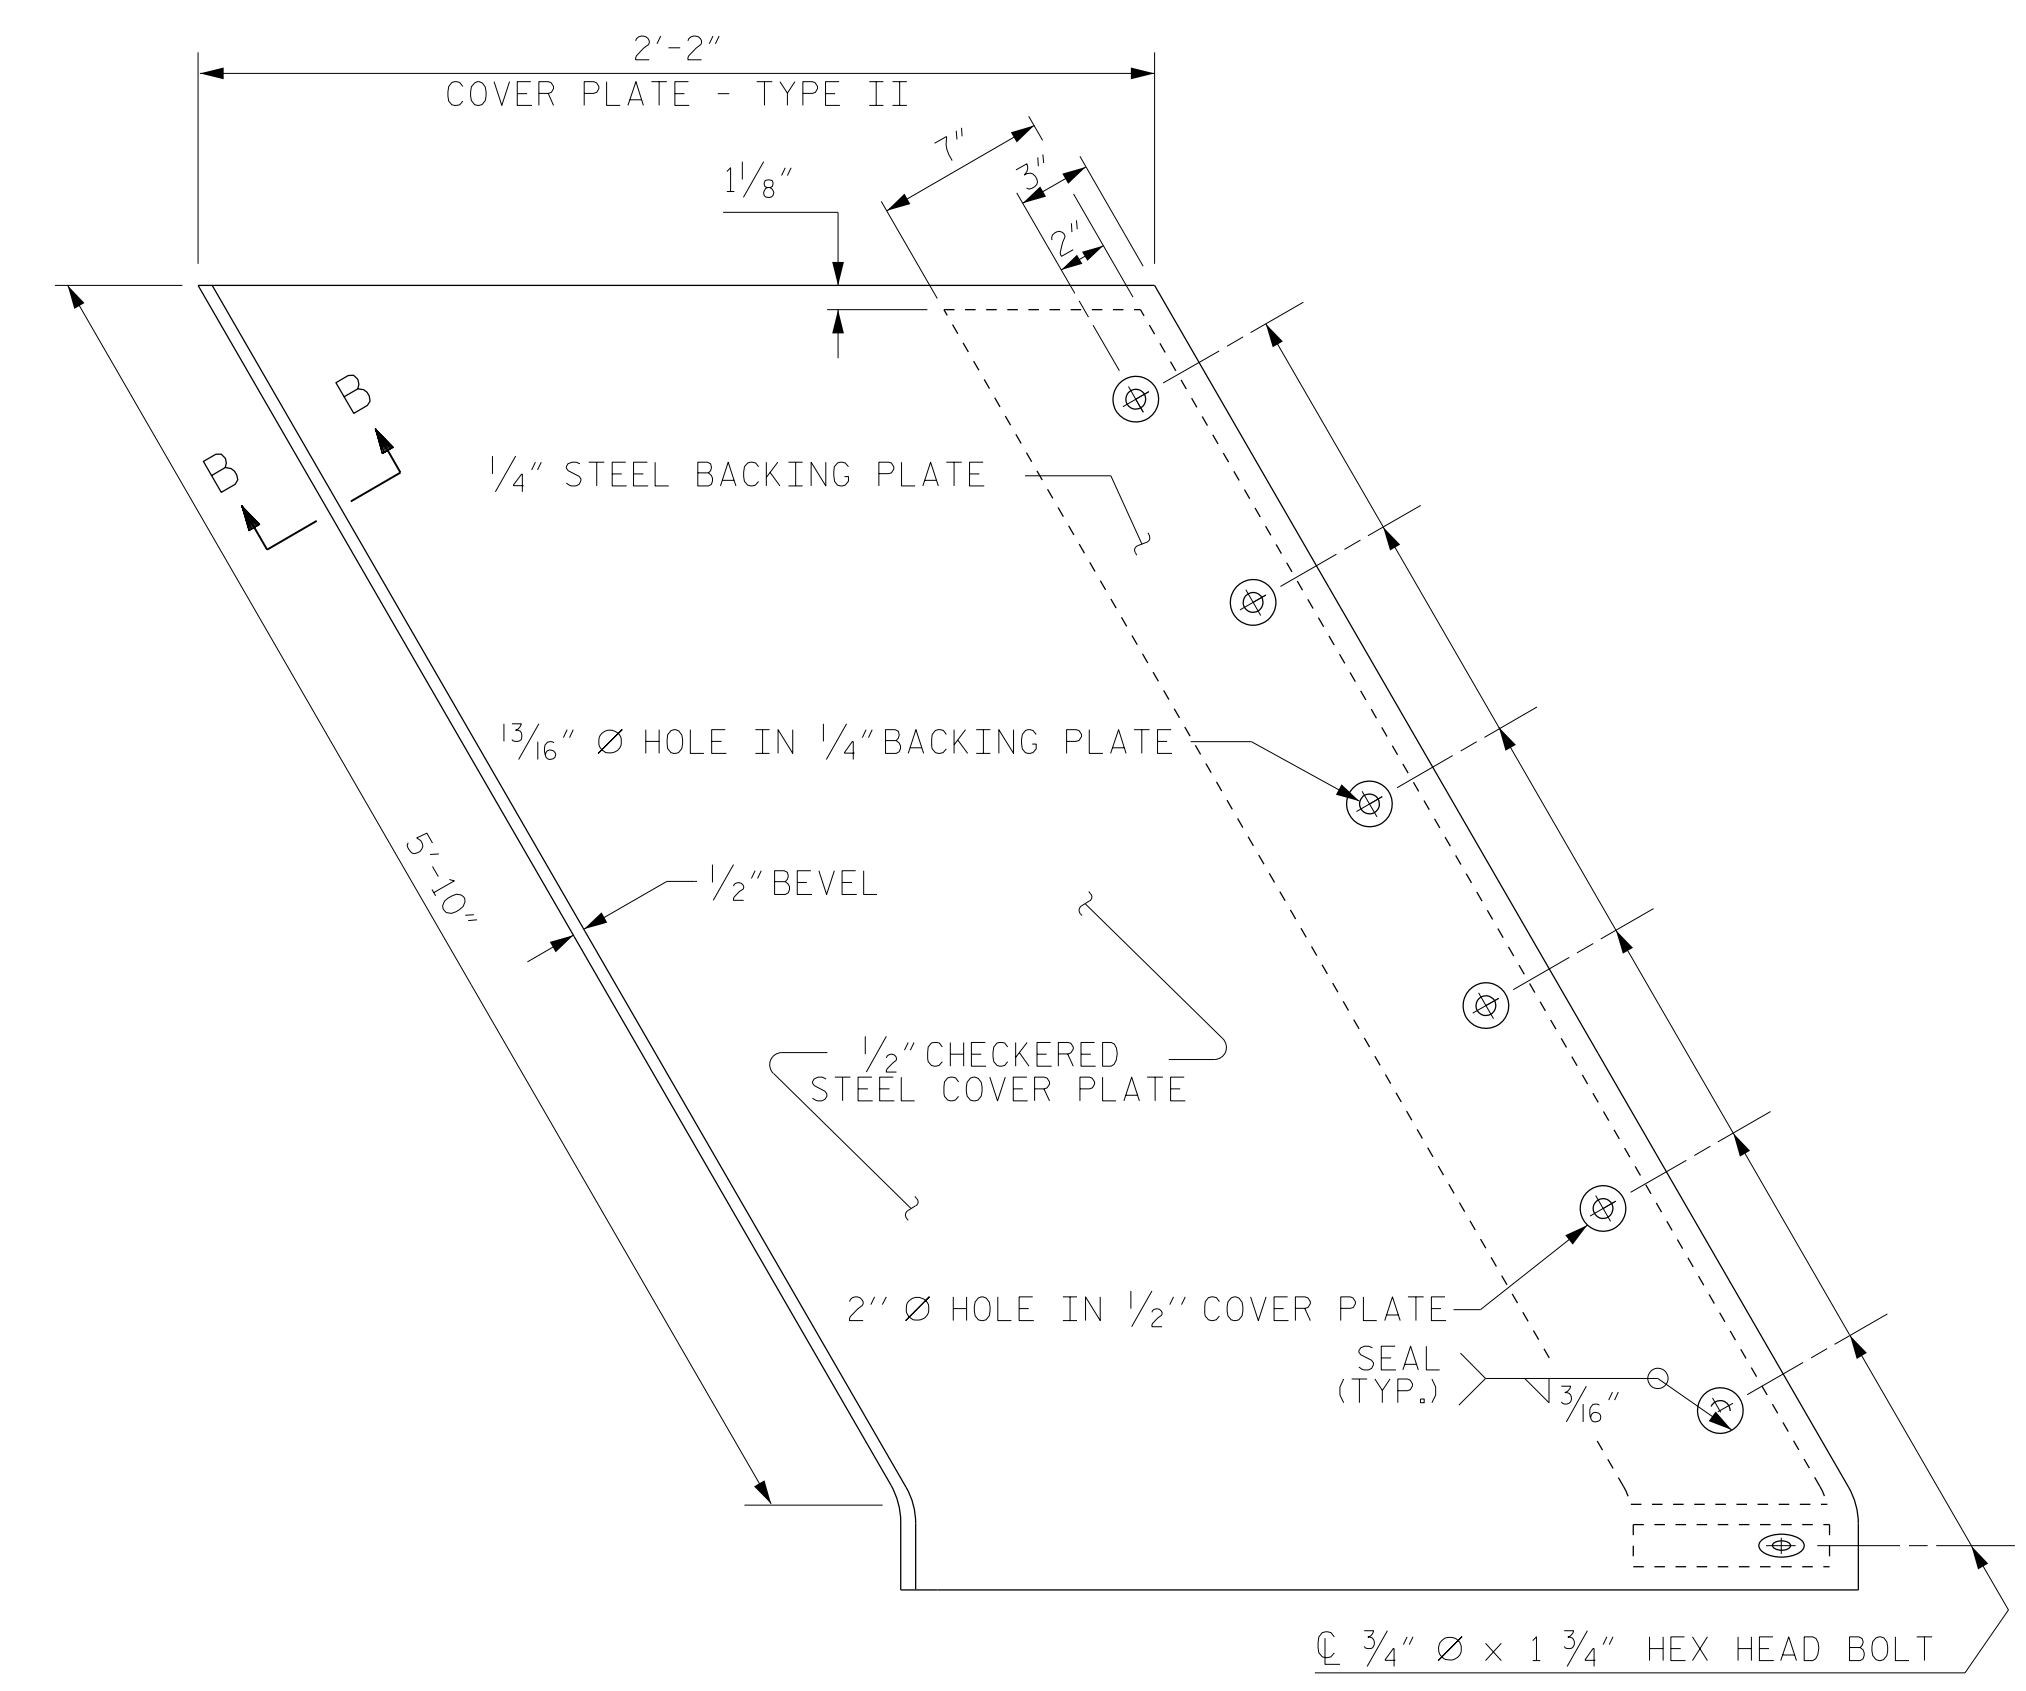 2'-2"
COVER PLATE - TYPE II
7"
3"
1 1/8"
2"
B
B
1/4" STEEL BACKING PLATE
13/16" Ø HOLE IN 1/4" BACKING PLATE
5'-10"
1/2" BEVEL
1/2" CHECKERED
STEEL COVER PLATE
2" Ø HOLE IN 1/2" COVER PLATE
SEAL
(TYP.)
3/16"
℄ 3/4" Ø x 1 3/4" HEX HEAD BOLT